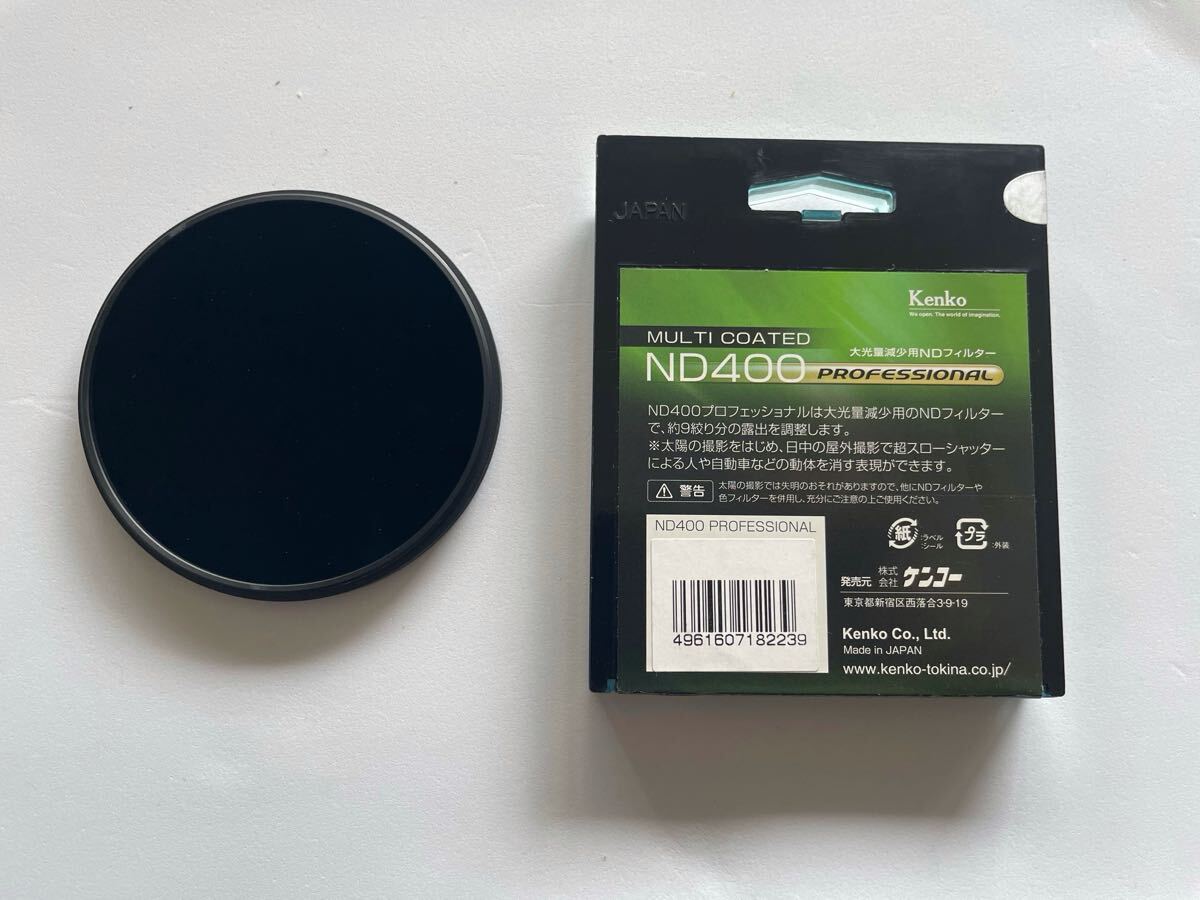 JAPAN
Kenko
We open. The world of imagination.
MULTI COATED
大光量減少用NDフィルター
ND400 PROFESSIONAL
ND400プロフェッショナルは大光量減少用のNDフィルター
で、約9絞り分の露出を調整します。
※太陽の撮影をはじめ、日中の屋外撮影で超スローシャッター
による人や自動車などの動体を消す表現ができます。
警告 太陽の撮影では失明のおそれがありますので、他にNDフィルターや
色フィルターを併用し、充分にご注意の上ご使用ください。
ND400 PROFESSIONAL
4961607182239
紙 :ラベル
:シール
プラ :外装
発売元 株式会社 ケンコー
東京都新宿区西落合3-9-19
Kenko Co., Ltd.
Made in JAPAN
www.kenko-tokina.co.jp/